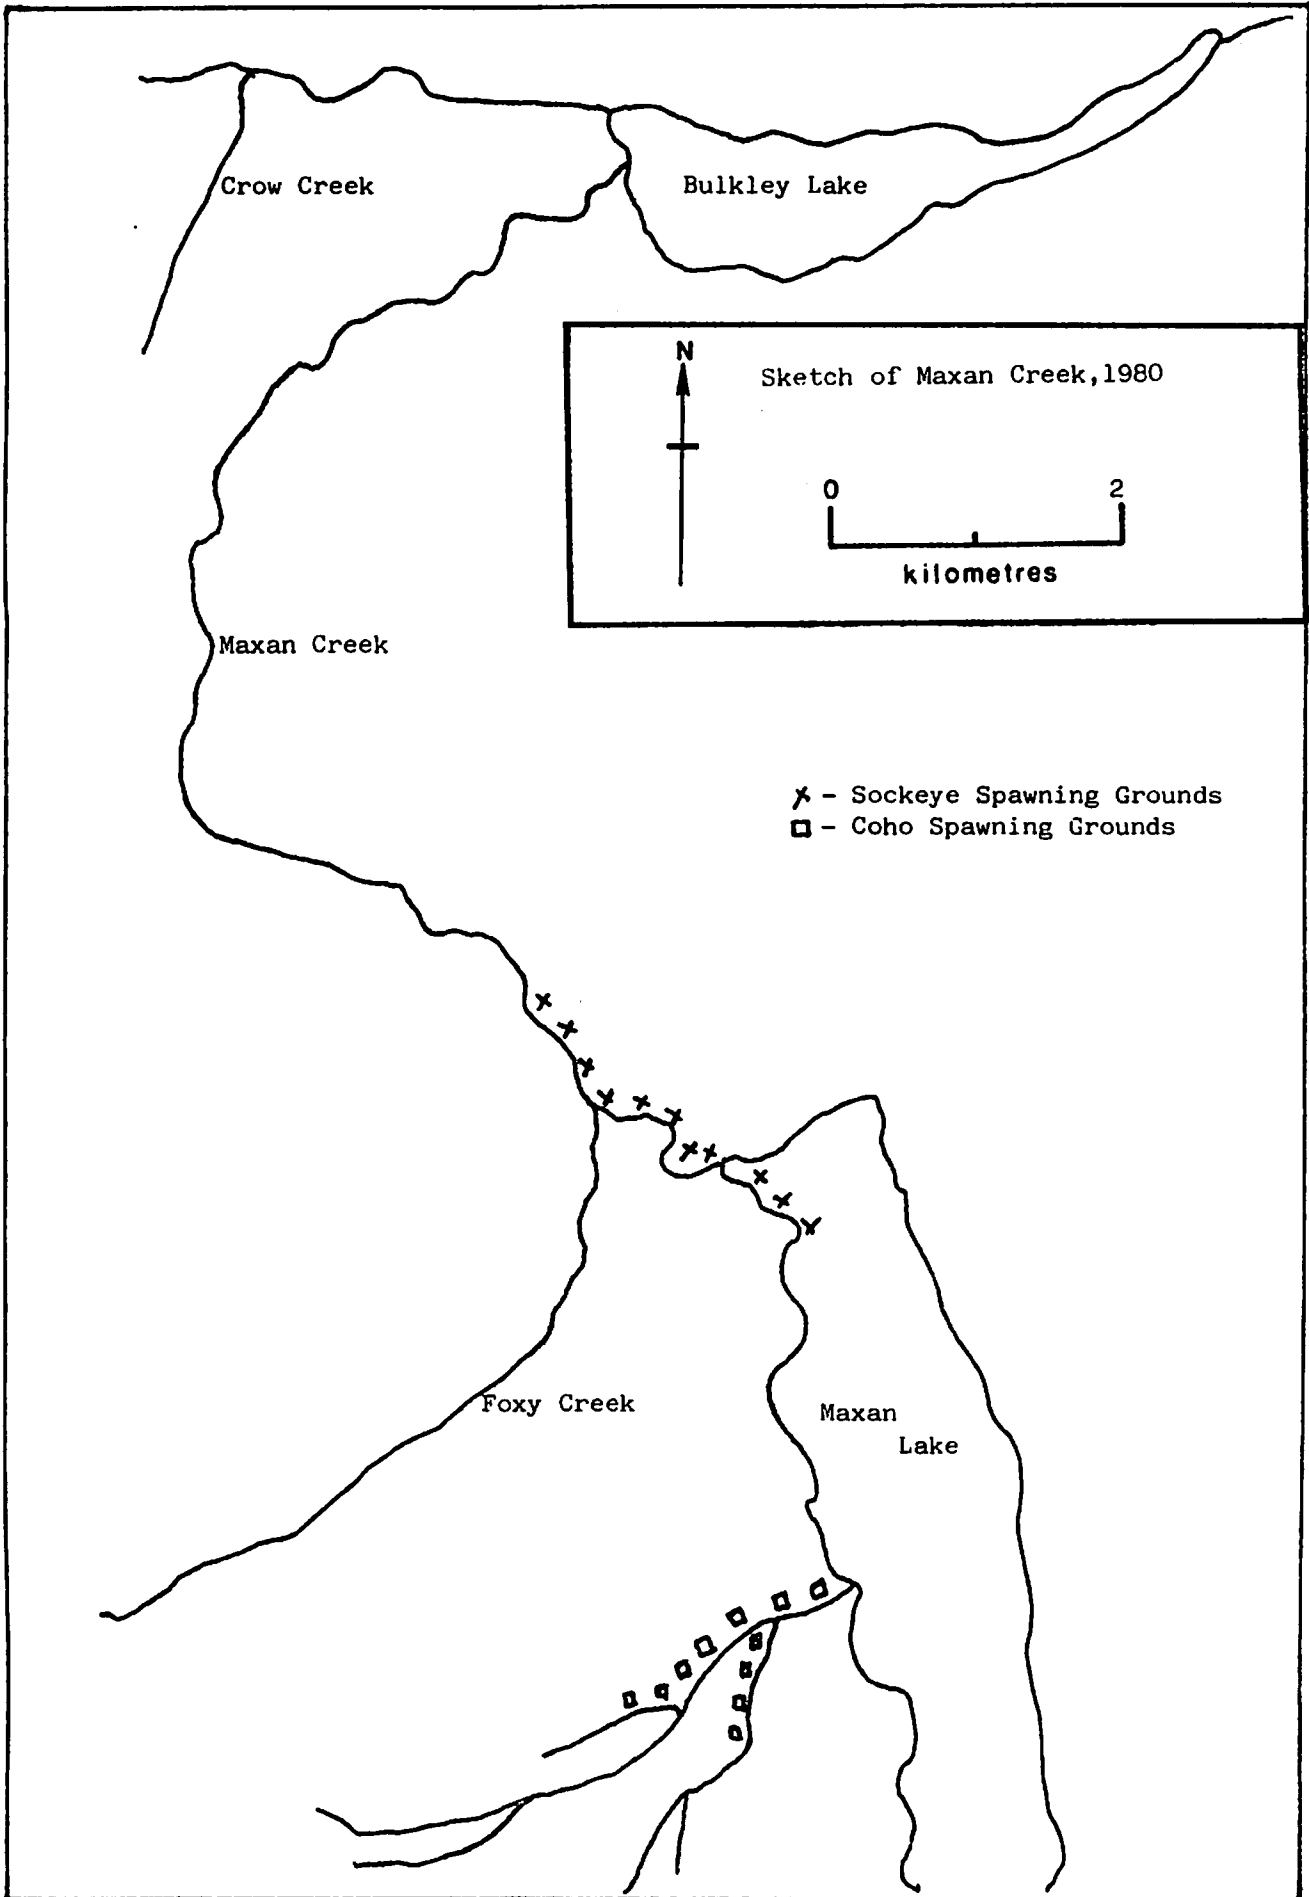 Crow Creek
Bulkley Lake
N
Sketch of Maxan Creek,1980
0 2
kilometres
Maxan Creek
x - Sockeye Spawning Grounds
□ - Coho Spawning Grounds
Foxy Creek
Maxan
Lake